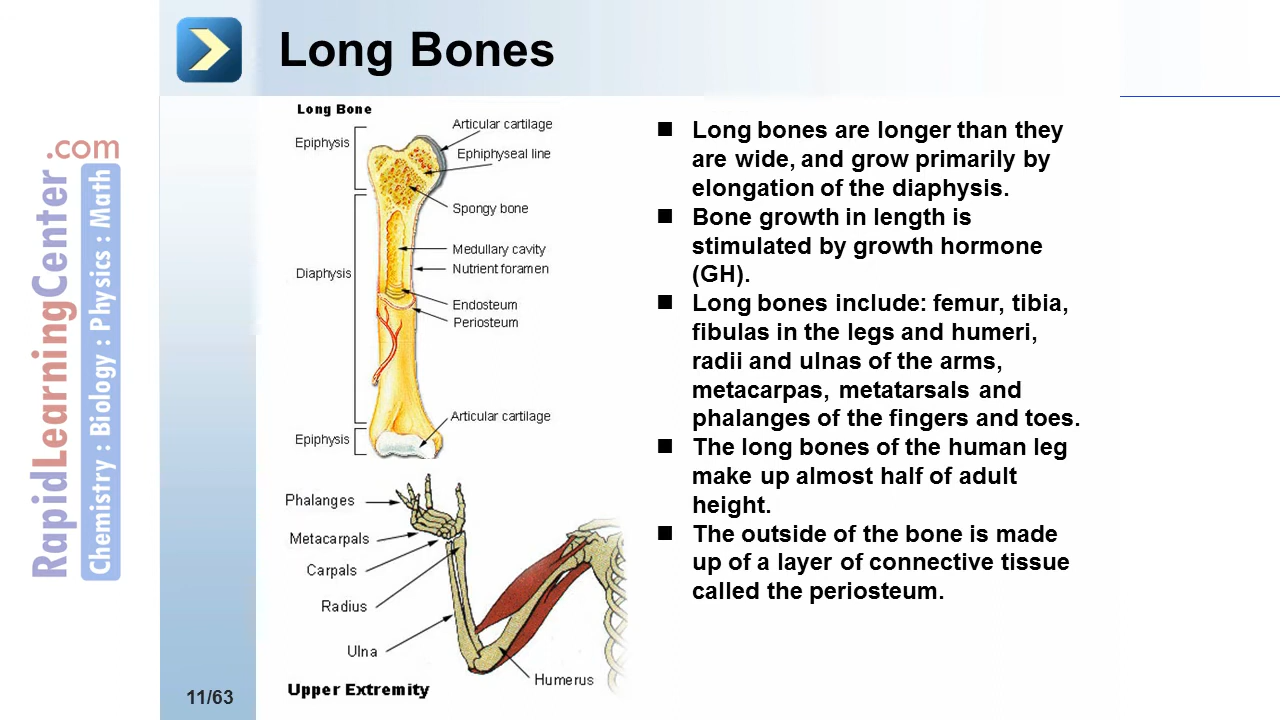 Long Bones
Long Bone
Epiphysis
Articular cartilage
Ephiphyseal line
Spongy bone
Diaphysis
Medullary cavity
Nutrient foramen
Endosteum
Periosteum
Articular cartilage
Epiphysis
Phalanges
Metacarpals
Carpals
Radius
Ulna
Humerus
Upper Extremity
Long bones are longer than they
are wide, and grow primarily by
elongation of the diaphysis.
Bone growth in length is
stimulated by growth hormone
(GH).
Long bones include: femur, tibia,
fibulas in the legs and humeri,
radii and ulnas of the arms,
metacarpas, metatarsals and
phalanges of the fingers and toes.
The long bones of the human leg
make up almost half of adult
height.
The outside of the bone is made
up of a layer of connective tissue
called the periosteum.
RapidLearningCenter.com
Chemistry : Biology : Physics : Math
11/63